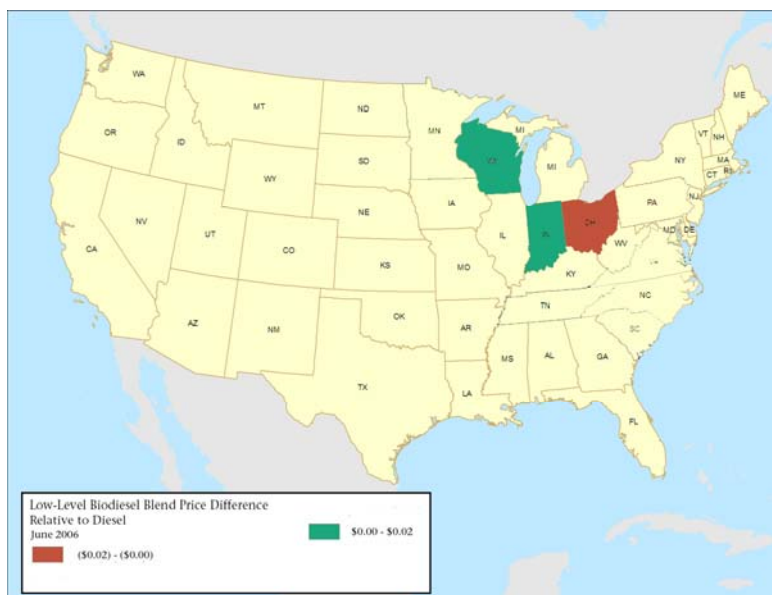 WA
ME
MT
ND
MN
MI
VT
NH
OR
ID
SD
NY
MA
WY
MI
CT
RI
IA
PA
NJ
NE
NV
OH
IL
MD
DE
UT
CO
WV
CA
KS
MO
KY
NC
TN
OK
AZ
NM
AR
SC
MS
AL
GA
TX
LA
FL
Low-Level Biodiesel Blend Price Difference
Relative to Diesel
June 2006
$0.00 - $0.02
($0.02) - ($0.00)